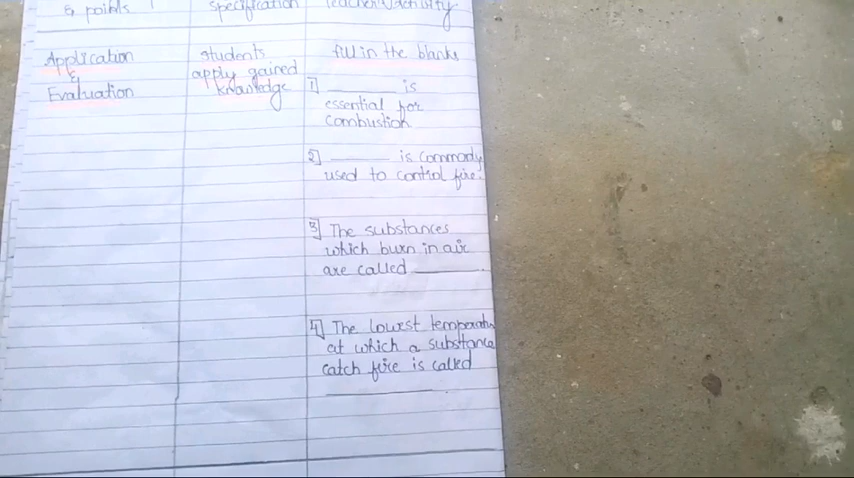 & points
specification
Teacher's Activity
Application
&
Evaluation
students
apply gained
knowledge
fill in the blanks
1] ______ is
essential for
combustion
2] ______ is commonly
used to control fire.
3] The substances
which burn in air
are called ______.
4] The lowest temperatu
at which a substance
catch fire is called
______